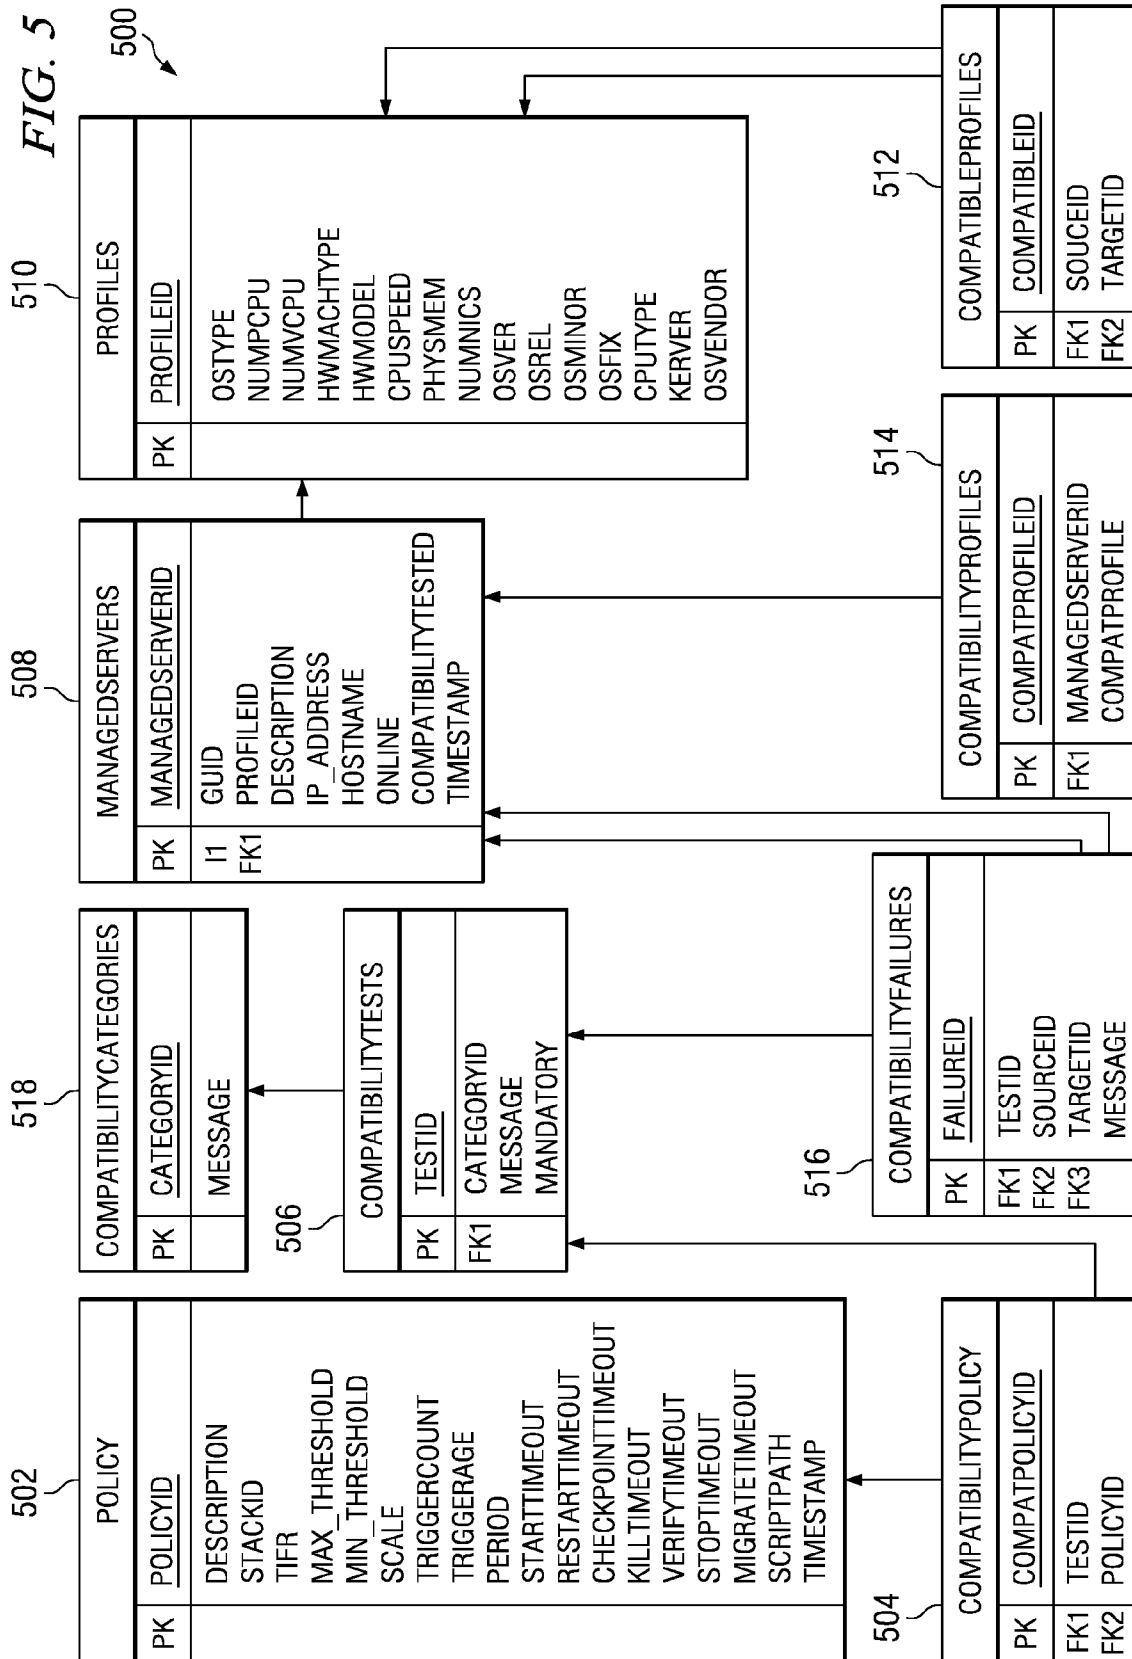 FIG. 5
500
502
POLICY
PK POLICYID
DESCRIPTION
STACKID
TIFR
MAX_THRESHOLD
MIN_THRESHOLD
SCALE
TRIGGERCOUNT
TRIGGERAGE
PERIOD
STARTTIMEOUT
RESTARTTIMEOUT
CHECKPOINTTIMEOUT
KILLTIMEOUT
VERIFYTIMEOUT
STOPTIMEOUT
MIGRATETIMEOUT
SCRIPTPATH
TIMESTAMP
518
COMPATIBILITYCATEGORIES
PK CATEGORYID
MESSAGE
506
COMPATIBILITYTESTS
PK TESTID
FK1 CATEGORYID
MESSAGE
MANDATORY
508
MANAGEDSERVERS
PK MANAGEDSERVERID
I1 GUID
FK1 PROFILEID
DESCRIPTION
IP_ADDRESS
HOSTNAME
ONLINE
COMPATIBILITYTESTED
TIMESTAMP
510
PROFILES
PK PROFILEID
OSTYPE
NUMPCPU
NUMVCPU
HWMACHTYPE
HWMODEL
CPUSPEED
PHYSMEM
NUMNICS
OSVER
OSREL
OSMINOR
OSFIX
CPUTYPE
KERVER
OSVENDOR
504
COMPATIBILITYPOLICY
PK COMPATPOLICYID
FK1 TESTID
FK2 POLICYID
516
COMPATIBILITYFAILURES
PK FAILUREID
FK1 TESTID
FK2 SOURCEID
FK3 TARGETID
MESSAGE
514
COMPATIBILITYPROFILES
PK COMPATPROFILEID
FK1 MANAGEDSERVERID
COMPATPROFILE
512
COMPATIBLEPROFILES
PK COMPATIBLEID
FK1 SOUCEID
FK2 TARGETID